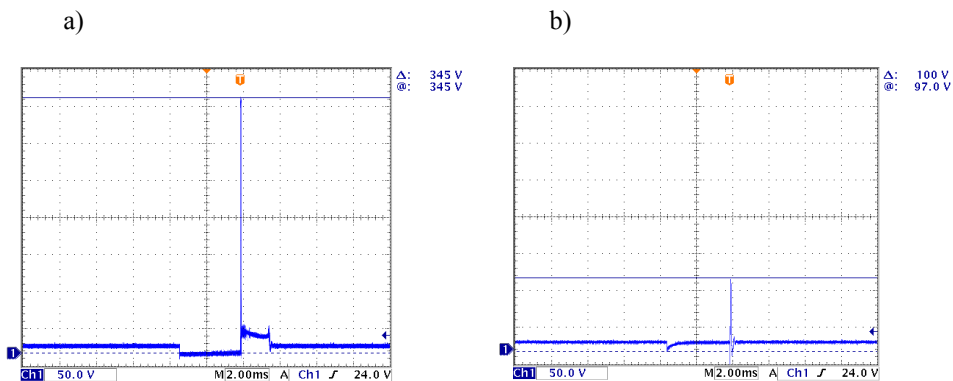 a)
b)
T
Δ: 345 V
@: 345 V
1
Ch1 50.0 V M 2.00ms A Ch1 ƒ 24.0 V
T
Δ: 100 V
@: 97.0 V
1
Ch1 50.0 V M 2.00ms A Ch1 ƒ 24.0 V